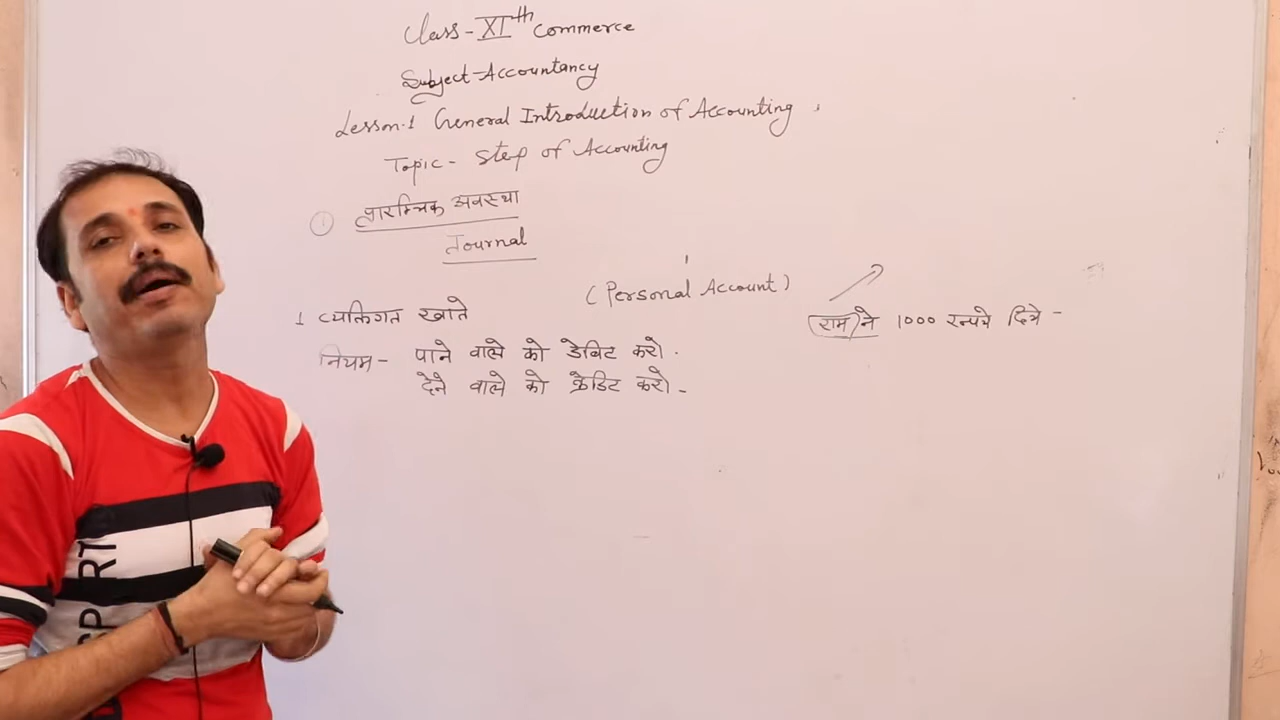 Class-XIth Commerce
Subject-Accountancy
Lesson.1 General Introduction of Accounting
Topic- Step of Accounting
1 प्रारम्भिक अवस्था
Journal
(Personal Account)
1 व्यक्तिगत खाते
राम ने 1000 रूपये दिये -
नियम - पाने वाले को डेबिट करो.
देने वाले को क्रेडिट करो -
SPORT